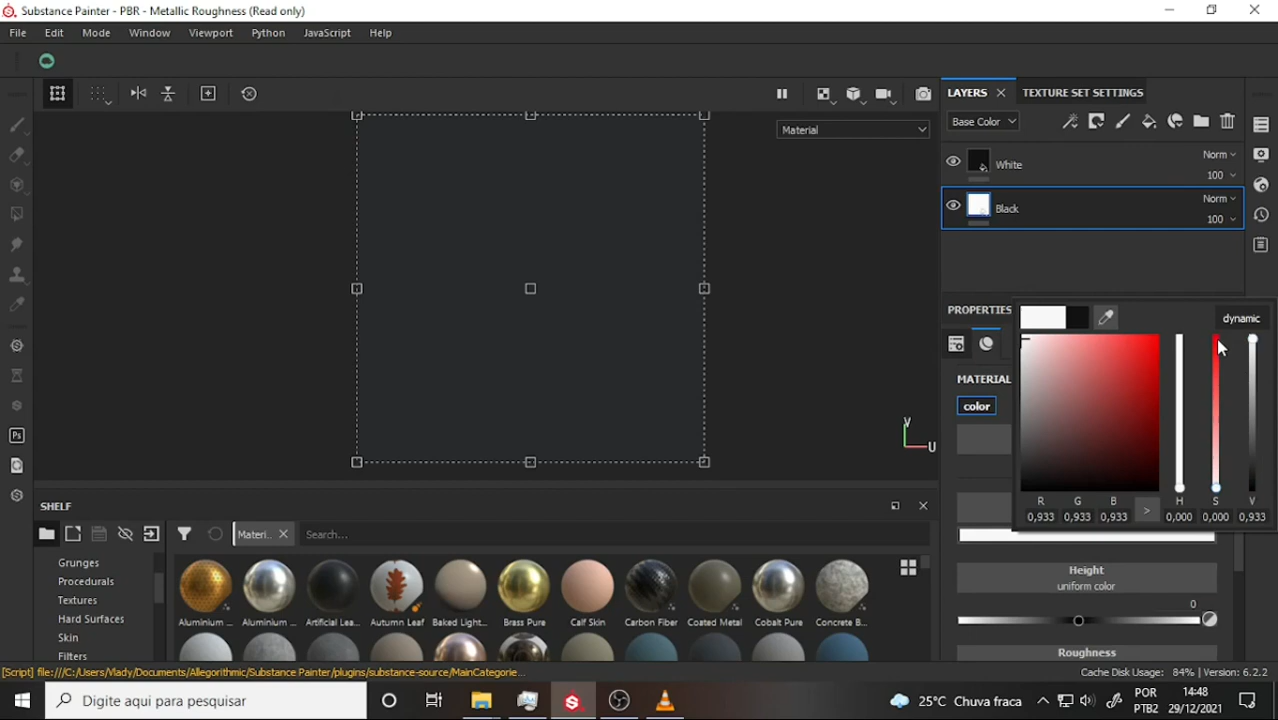 Substance Painter - PBR - Metallic Roughness (Read only)
File Edit Mode Window Viewport Python JavaScript Help
LAYERS TEXTURE SET SETTINGS
Material
Base Color
White Norm 100
Black Norm 100
PROPERTIES
dynamic
MATERIAL
color
R G B > H S V
0,933 0,933 0,933 0,000 0,000 0,933
Height
uniform color
0
Roughness
V
U
SHELF
Materi.. Search...
Grunges
Procedurals
Textures
Hard Surfaces
Skin
Filters
Aluminium ... Aluminium ... Artificial Lea... Autumn Leaf Baked Light... Brass Pure Calf Skin Carbon Fiber Coated Metal Cobalt Pure Concrete B...
Ps
[Script] file:///C:/Users/Vlady/Documents/Allegorithmic/Substance Painter/plugins/substance-source/MainCategorie...
Cache Disk Usage: 84% | Version: 6.2.2
Digite aqui para pesquisar
25°C Chuva fraca
POR
PTB2
14:48
29/12/2021